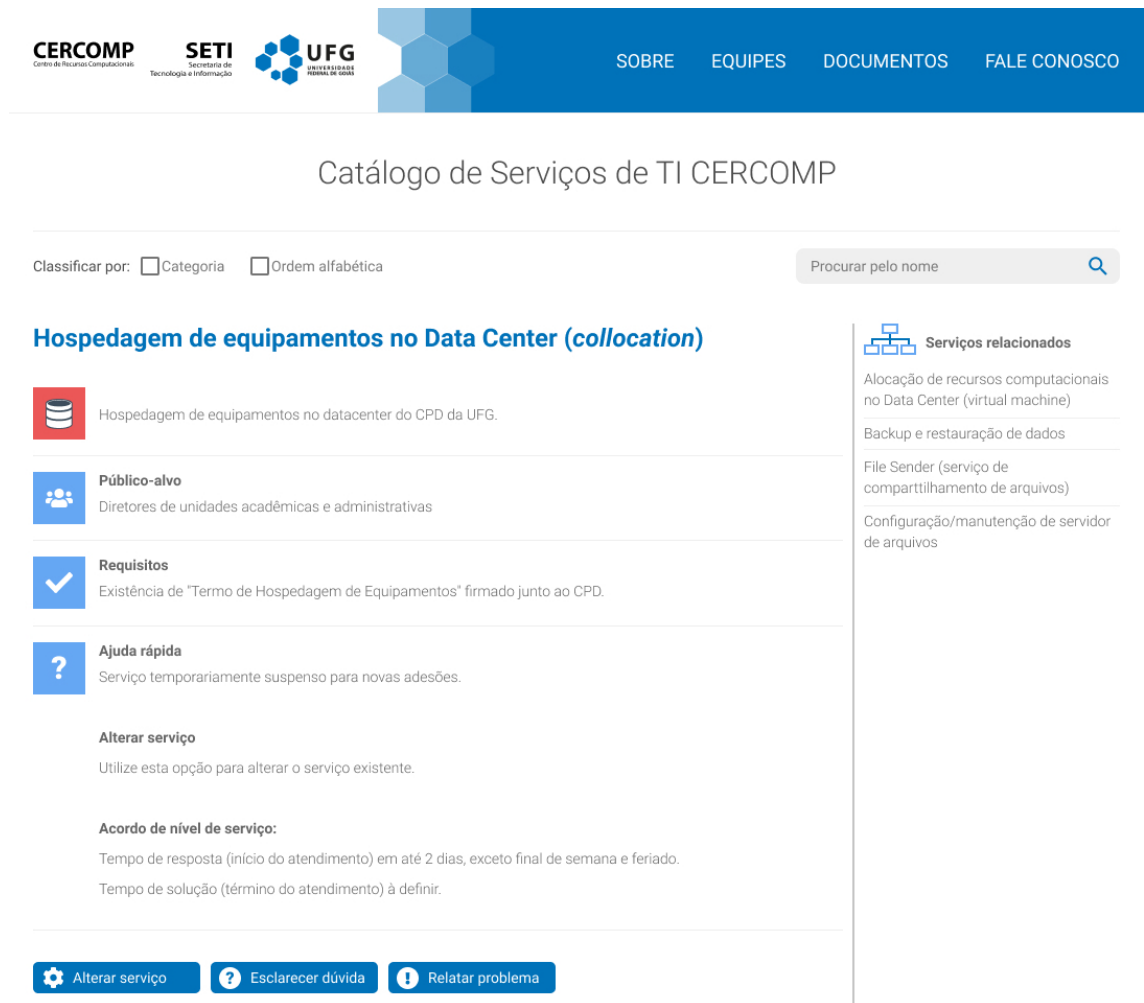 CERCOMP
Centro de Recursos Computacionais
SETI
Secretaria de
Tecnologia e Informação
UFG
UNIVERSIDADE
FEDERAL DE GOIÁS
SOBRE
EQUIPES
DOCUMENTOS
FALE CONOSCO
Catálogo de Serviços de TI CERCOMP
Classificar por:
Categoria
Ordem alfabética
Procurar pelo nome
Hospedagem de equipamentos no Data Center (collocation)
Hospedagem de equipamentos no datacenter do CPD da UFG.
Público-alvo
Diretores de unidades acadêmicas e administrativas
Requisitos
Existência de "Termo de Hospedagem de Equipamentos" firmado junto ao CPD.
Ajuda rápida
Serviço temporariamente suspenso para novas adesões.
Alterar serviço
Utilize esta opção para alterar o serviço existente.
Acordo de nível de serviço:
Tempo de resposta (início do atendimento) em até 2 dias, exceto final de semana e feriado.
Tempo de solução (término do atendimento) à definir.
Alterar serviço
Esclarecer dúvida
Relatar problema
Serviços relacionados
Alocação de recursos computacionais
no Data Center (virtual machine)
Backup e restauração de dados
File Sender (serviço de
comparttilhamento de arquivos)
Configuração/manutenção de servidor
de arquivos